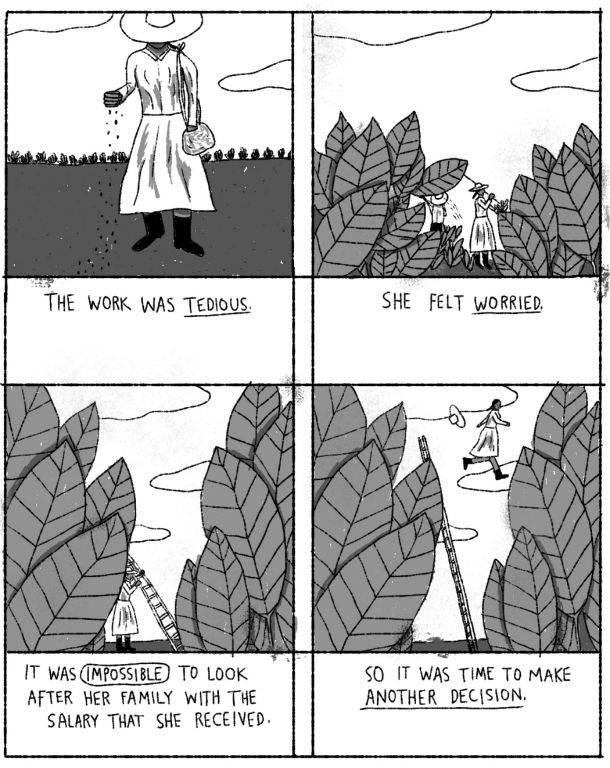 THE WORK WAS TEDIOUS.
SHE FELT WORRIED.
IT WAS IMPOSSIBLE TO LOOK
AFTER HER FAMILY WITH THE
SALARY THAT SHE RECEIVED.
SO IT WAS TIME TO MAKE
ANOTHER DECISION.